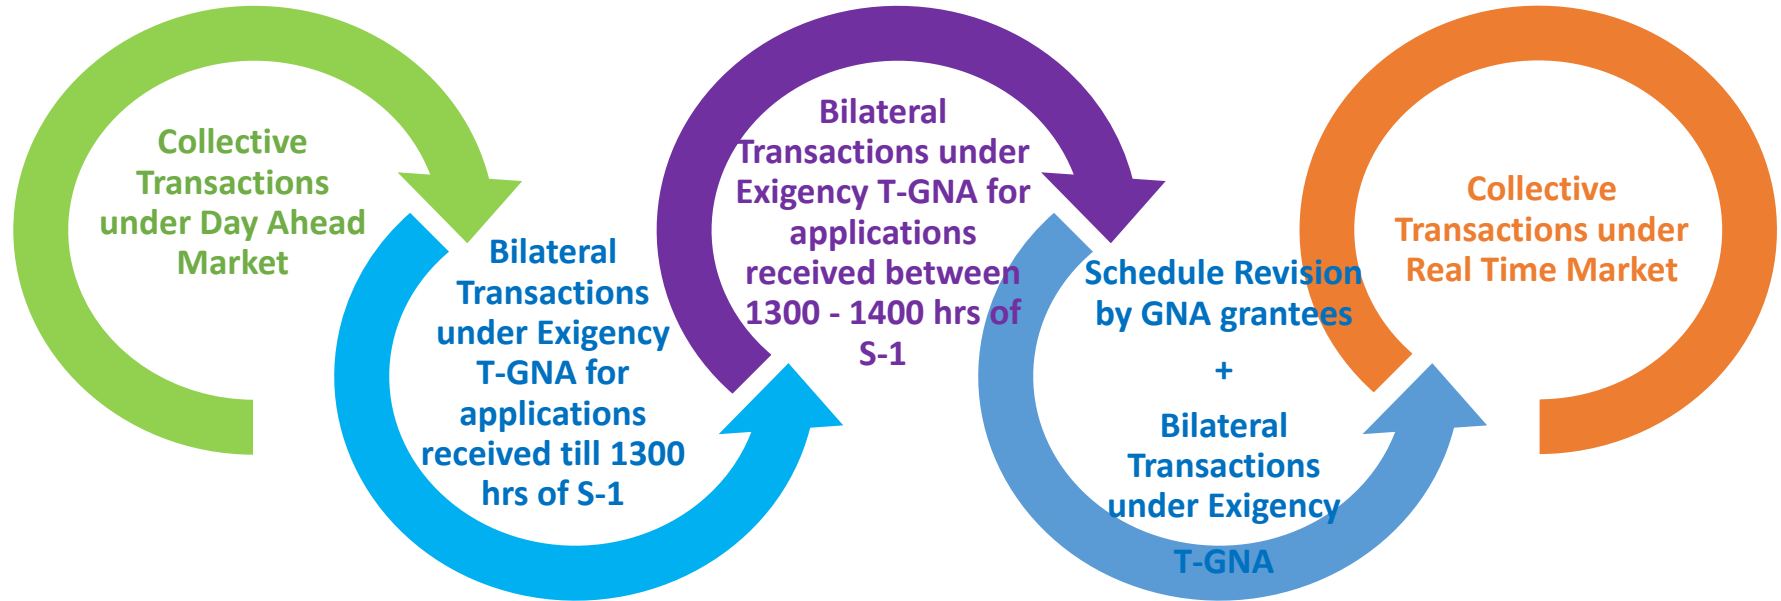 Collective
Transactions
under Day Ahead
Market
Bilateral
Transactions
under Exigency
T-GNA for
applications
received till 1300
hrs of S-1
Bilateral
Transactions under
Exigency T-GNA for
applications
received between
1300 - 1400 hrs of
S-1
Schedule Revision
by GNA grantees
+
Bilateral
Transactions
under Exigency
T-GNA
Collective
Transactions under
Real Time Market